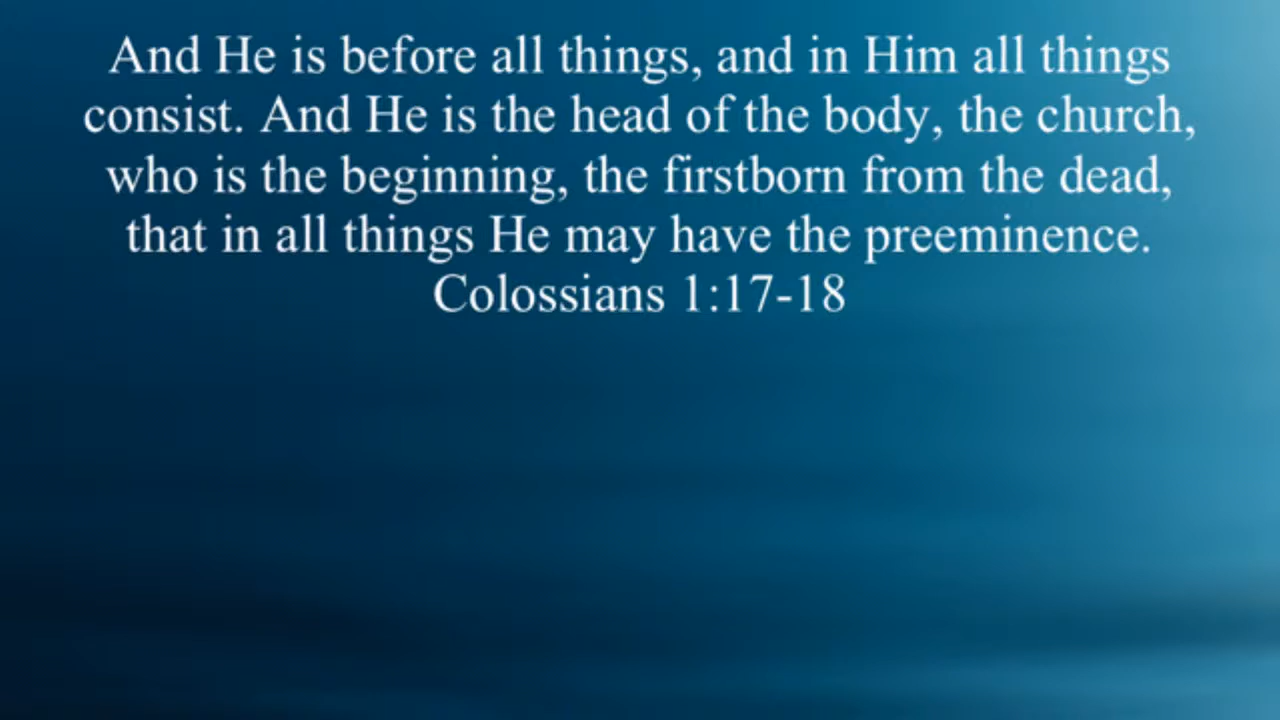 And He is before all things, and in Him all things
consist. And He is the head of the body, the church,
who is the beginning, the firstborn from the dead,
that in all things He may have the preeminence.
Colossians 1:17-18